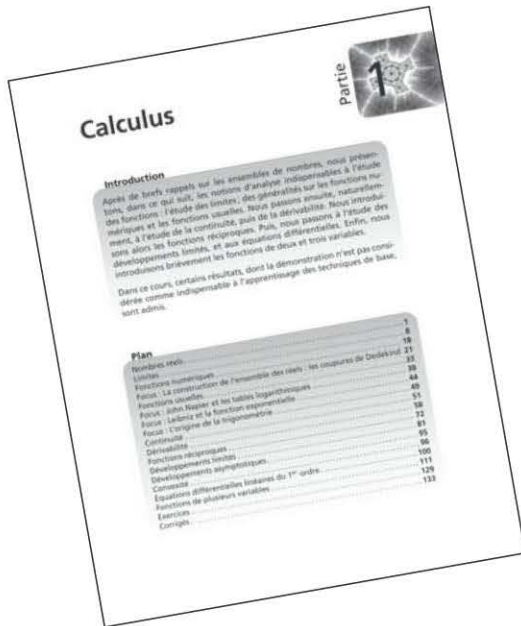 Partie
1
Calculus
Introduction
Après de brefs rappels sur les ensembles de nombres, nous présen-
tons, dans ce qui suit, les notions d'analyse indispensables à l'étude
des fonctions : l'étude des limites ; des généralités sur les fonctions nu-
mériques et les fonctions usuelles. Nous passons ensuite, naturelle-
ment, à l'étude de la continuité, puis de la dérivabilité. Nous introdui-
sons alors les fonctions réciproques. Puis, nous passons à l'étude des
développements limités, et aux équations différentielles. Enfin, nous
introduisons brièvement les fonctions de deux et trois variables.
Dans ce cours, certains résultats, dont la démonstration n'est pas consi-
dérée comme indispensable à l'apprentissage des techniques de base,
sont admis.
Plan
Nombres réels 1
Limites 8
Fonctions numériques 18
Focus : La construction de l'ensemble des réels : les coupures de Dedekind 21
Fonctions usuelles
Focus : John Napier et les tables logarithmiques
Focus : Leibniz et la fonction exponentielle
Focus : L'origine de la trigonométrie
Continuité
Dérivabilité
Fonctions réciproques
Développements limités
Développements asymptotiques
Convexité
Équations différentielles linéaires du 1er ordre
Fonctions de plusieurs variables 111
Exercices 129
Corrigés 133